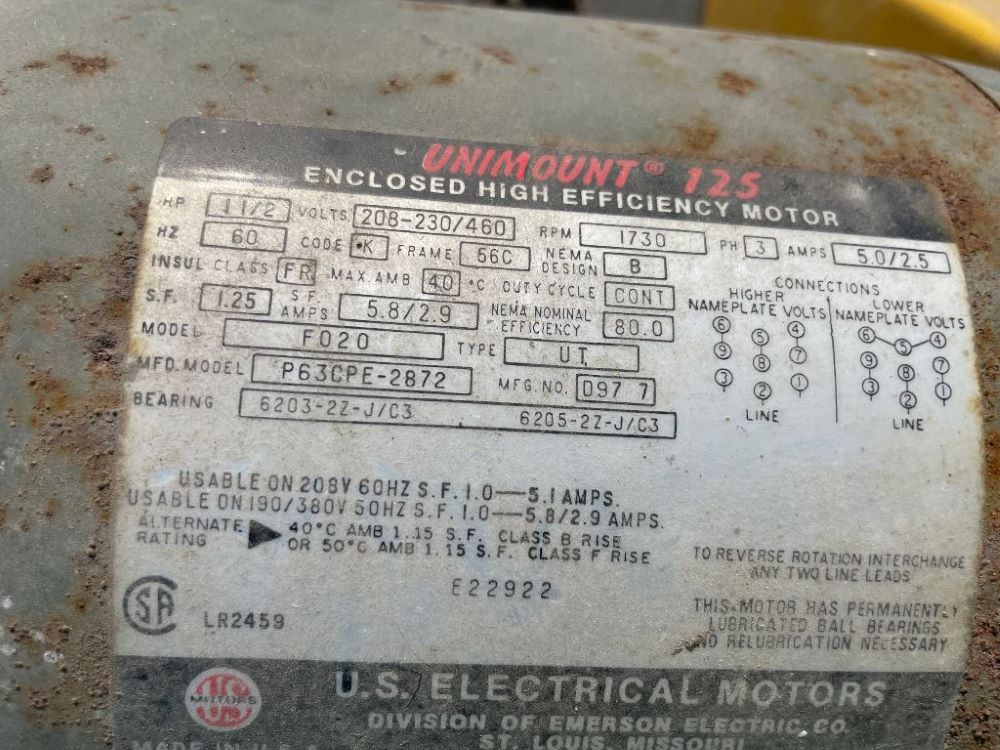 UNIMOUNT® 125
ENCLOSED HIGH EFFICIENCY MOTOR
HP 1 1/2 VOLTS 208-230/460 RPM 1730 PH 3 AMPS 5.0/2.5
HZ 60 CODE K FRAME 56C NEMA DESIGN B
INSUL CLASS FR MAX. AMB 40 °C DUTY CYCLE CONT
S.F. 1.25 S.F. AMPS 5.8/2.9 NEMA NOMINAL EFFICIENCY 80.0
MODEL F020 TYPE UT
MFD. MODEL P63CPE-2872 MFG. NO. D97 7
BEARING 6203-2Z-J/C3 6205-2Z-J/C3
CONNECTIONS
HIGHER NAMEPLATE VOLTS
6 5 4
9 8 7
3 2 1
LINE
LOWER NAMEPLATE VOLTS
6 5 4
9 8 7
3 2 1
LINE
USABLE ON 208V 60HZ S.F. 1.0—5.1 AMPS.
USABLE ON 190/380V 50HZ S.F. 1.0—5.8/2.9 AMPS.
ALTERNATE RATING 40°C AMB 1.15 S.F. CLASS B RISE
OR 50°C AMB 1.15 S.F. CLASS F RISE
E22922
TO REVERSE ROTATION INTERCHANGE
ANY TWO LINE LEADS
THIS MOTOR HAS PERMANENTLY
LUBRICATED BALL BEARINGS
NO RELUBRICATION NECESSARY
SA LR2459
US MOTORS
U.S. ELECTRICAL MOTORS
DIVISION OF EMERSON ELECTRIC CO.
ST. LOUIS, MISSOURI
MADE IN U.S.A.